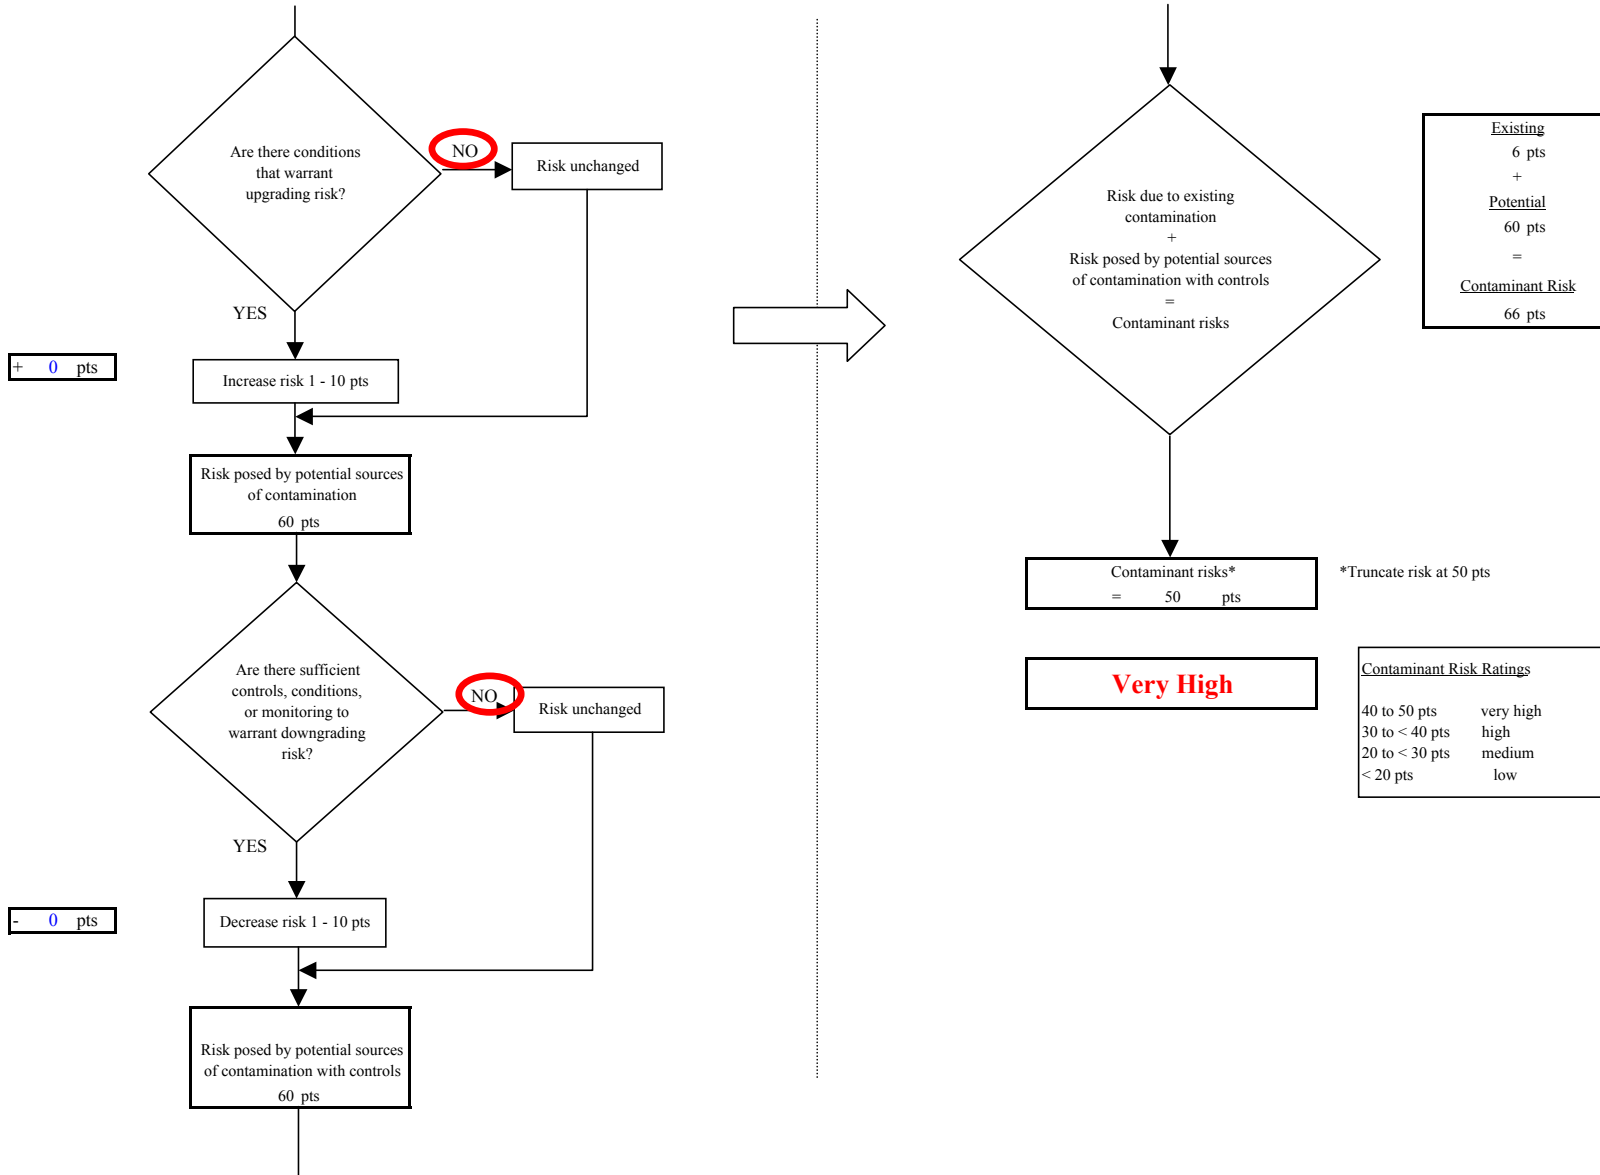 Are there conditions
that warrant
upgrading risk?
NO
Risk unchanged
YES
+ 0 pts
Increase risk 1 - 10 pts
Risk posed by potential sources
of contamination
60 pts
Are there sufficient
controls, conditions,
or monitoring to
warrant downgrading
risk?
NO
Risk unchanged
YES
- 0 pts
Decrease risk 1 - 10 pts
Risk posed by potential sources
of contamination with controls
60 pts
Risk due to existing
contamination
+
Risk posed by potential sources
of contamination with controls
=
Contaminant risks
Existing
6 pts
+
Potential
60 pts
=
Contaminant Risk
66 pts
Contaminant risks*
= 50 pts
*Truncate risk at 50 pts
Very High
Contaminant Risk Ratings
40 to 50 pts very high
30 to < 40 pts high
20 to < 30 pts medium
< 20 pts low